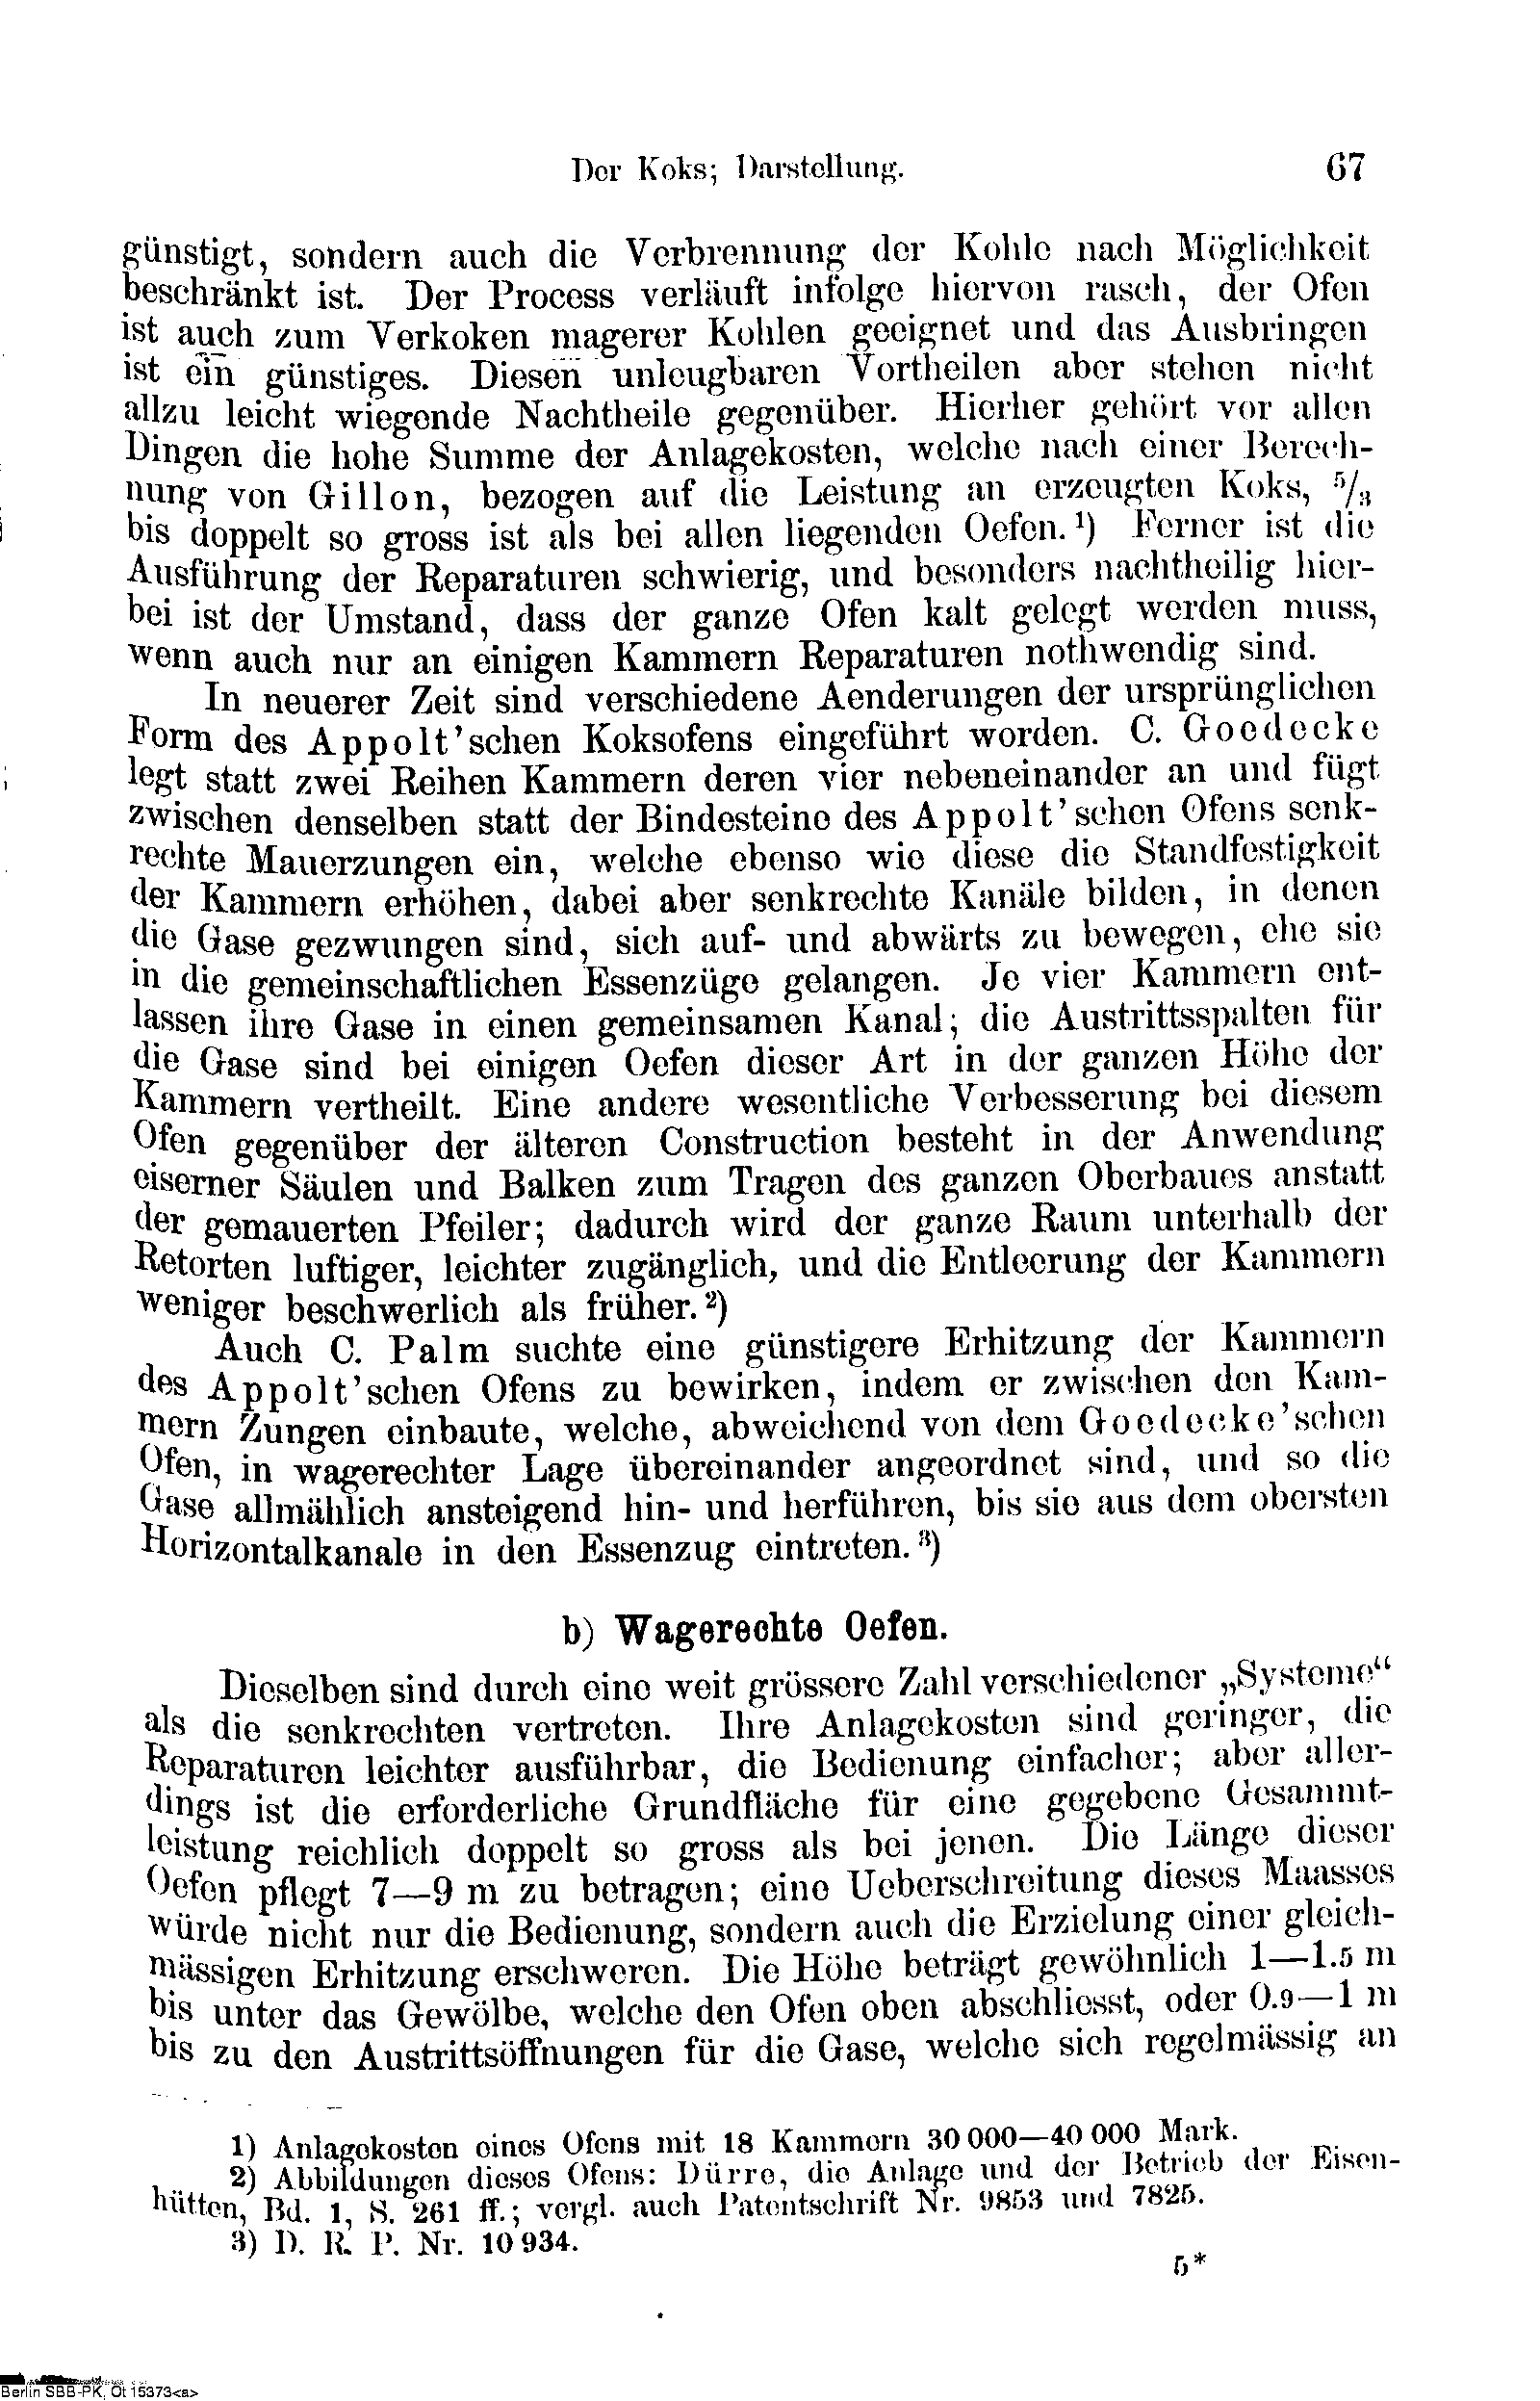 Der Koks; Darstellung. 67
günstigt, sondern auch die Verbrennung der Kohle nach Möglichkeit
beschränkt ist. Der Process verläuft infolge hiervon rasch, der Ofen
ist auch zum Verkoken magerer Kohlen geeignet und das Ausbringen
ist ein günstiges. Diesen unleugbaren Vortheilen aber stehen nicht
allzu leicht wiegende Nachtheile gegenüber. Hierher gehört vor allen
Dingen die hohe Summe der Anlagekosten, welche nach einer Berech-
nung von Gillon, bezogen auf die Leistung an erzeugten Koks, 5/3
bis doppelt so gross ist als bei allen liegenden Oefen.¹) Ferner ist die
Ausführung der Reparaturen schwierig, und besonders nachtheilig hier-
bei ist der Umstand, dass der ganze Ofen kalt gelegt werden muss,
wenn auch nur an einigen Kammern Reparaturen nothwendig sind.
In neuerer Zeit sind verschiedene Aenderungen der ursprünglichen
Form des Appolt'schen Koksofens eingeführt worden. C. Goedecke
legt statt zwei Reihen Kammern deren vier nebeneinander an und fügt
zwischen denselben statt der Bindesteine des Appolt'schen Ofens senk-
rechte Mauerzungen ein, welche ebenso wie diese die Standfestigkeit
der Kammern erhöhen, dabei aber senkrechte Kanäle bilden, in denen
die Gase gezwungen sind, sich auf- und abwärts zu bewegen, ehe sie
in die gemeinschaftlichen Essenzüge gelangen. Je vier Kammern ent-
lassen ihre Gase in einen gemeinsamen Kanal; die Austrittsspalten für
die Gase sind bei einigen Oefen dieser Art in der ganzen Höhe der
Kammern vertheilt. Eine andere wesentliche Verbesserung bei diesem
Ofen gegenüber der älteren Construction besteht in der Anwendung
eiserner Säulen und Balken zum Tragen des ganzen Oberbaues anstatt
der gemauerten Pfeiler; dadurch wird der ganze Raum unterhalb der
Retorten luftiger, leichter zugänglich, und die Entleerung der Kammern
weniger beschwerlich als früher.²)
Auch C. Palm suchte eine günstigere Erhitzung der Kammern
des Appolt'schen Ofens zu bewirken, indem er zwischen den Kam-
mern Zungen einbaute, welche, abweichend von dem Goedecke'schen
Ofen, in wagerechter Lage übereinander angeordnet sind, und so die
Gase allmählich ansteigend hin- und herführen, bis sie aus dem obersten
Horizontalkanale in den Essenzug eintreten.³)
b) Wagerechte Oefen.
Dieselben sind durch eine weit grössere Zahl verschiedener „Systeme“
als die senkrechten vertreten. Ihre Anlagekosten sind geringer, die
Reparaturen leichter ausführbar, die Bedienung einfacher; aber aller-
dings ist die erforderliche Grundfläche für eine gegebene Gesammt-
leistung reichlich doppelt so gross als bei jenen. Die Länge dieser
Oefen pflegt 7—9 m zu betragen; eine Ueberschreitung dieses Maasses
würde nicht nur die Bedienung, sondern auch die Erzielung einer gleich-
mässigen Erhitzung erschweren. Die Höhe beträgt gewöhnlich 1—1.5 m
bis unter das Gewölbe, welche den Ofen oben abschliesst, oder 0.9—1 m
bis zu den Austrittsöffnungen für die Gase, welche sich regelmässig an
1) Anlagekosten eines Ofens mit 18 Kammern 30 000—40 000 Mark.
2) Abbildungen dieses Ofens: Dürre, die Anlage und der Betrieb der Eisen-
hütten, Bd. 1, S. 261 ff.; vergl. auch Patentschrift Nr. 9853 und 7825.
3) D. R. P. Nr. 10 934.
5*
Berlin SBB-PK, Ot 15373<a>